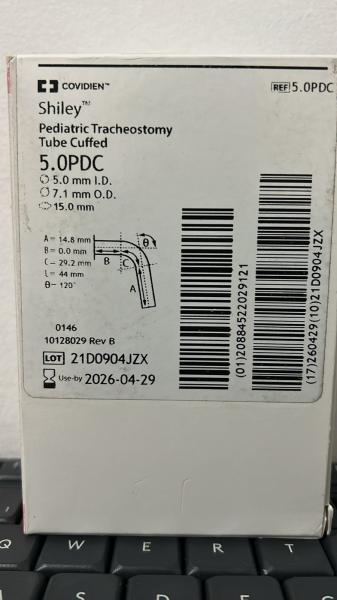 COVIDIEN™
REF 5.0PDC
Shiley™
Pediatric Tracheostomy
Tube Cuffed
5.0PDC
5.0 mm I.D.
7.1 mm O.D.
15.0 mm
A = 14.8 mm
B = 0.0 mm
C = 29.2 mm
L = 44 mm
θ = 120°
θ
B
C
A
0146
10128029 Rev B
LOT 21D0904JZX
Use-by 2026-04-29
(01)20884522029121
(17)260429(10)21D0904JZX
Q W E R T
A S D F